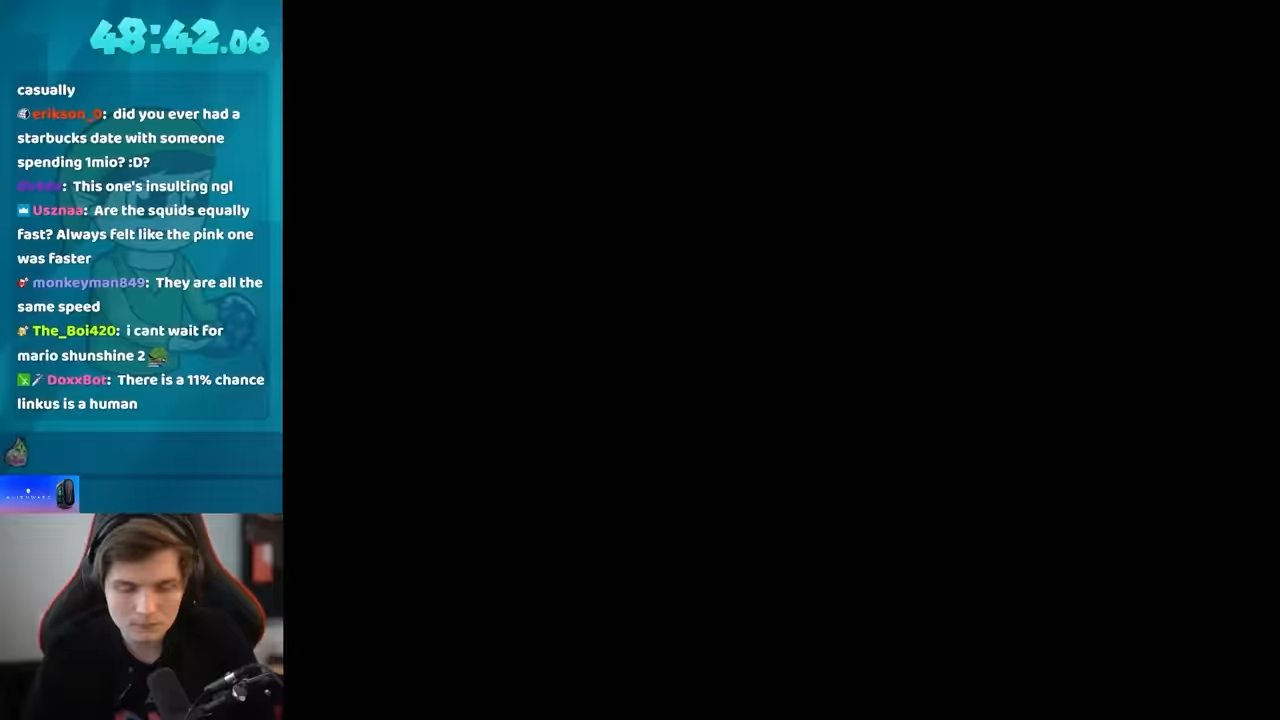 48:42.06
casually
erikson_0: did you ever had a
starbucks date with someone
spending 1mio? :D?
: This one's insulting ngl
Usznaa: Are the squids equally
fast? Always felt like the pink one
was faster
monkeyman849: They are all the
same speed
The_Boi420: i cant wait for
mario shunshine 2
DoxxBot: There is a 11% chance
linkus is a human
ALIENWARE